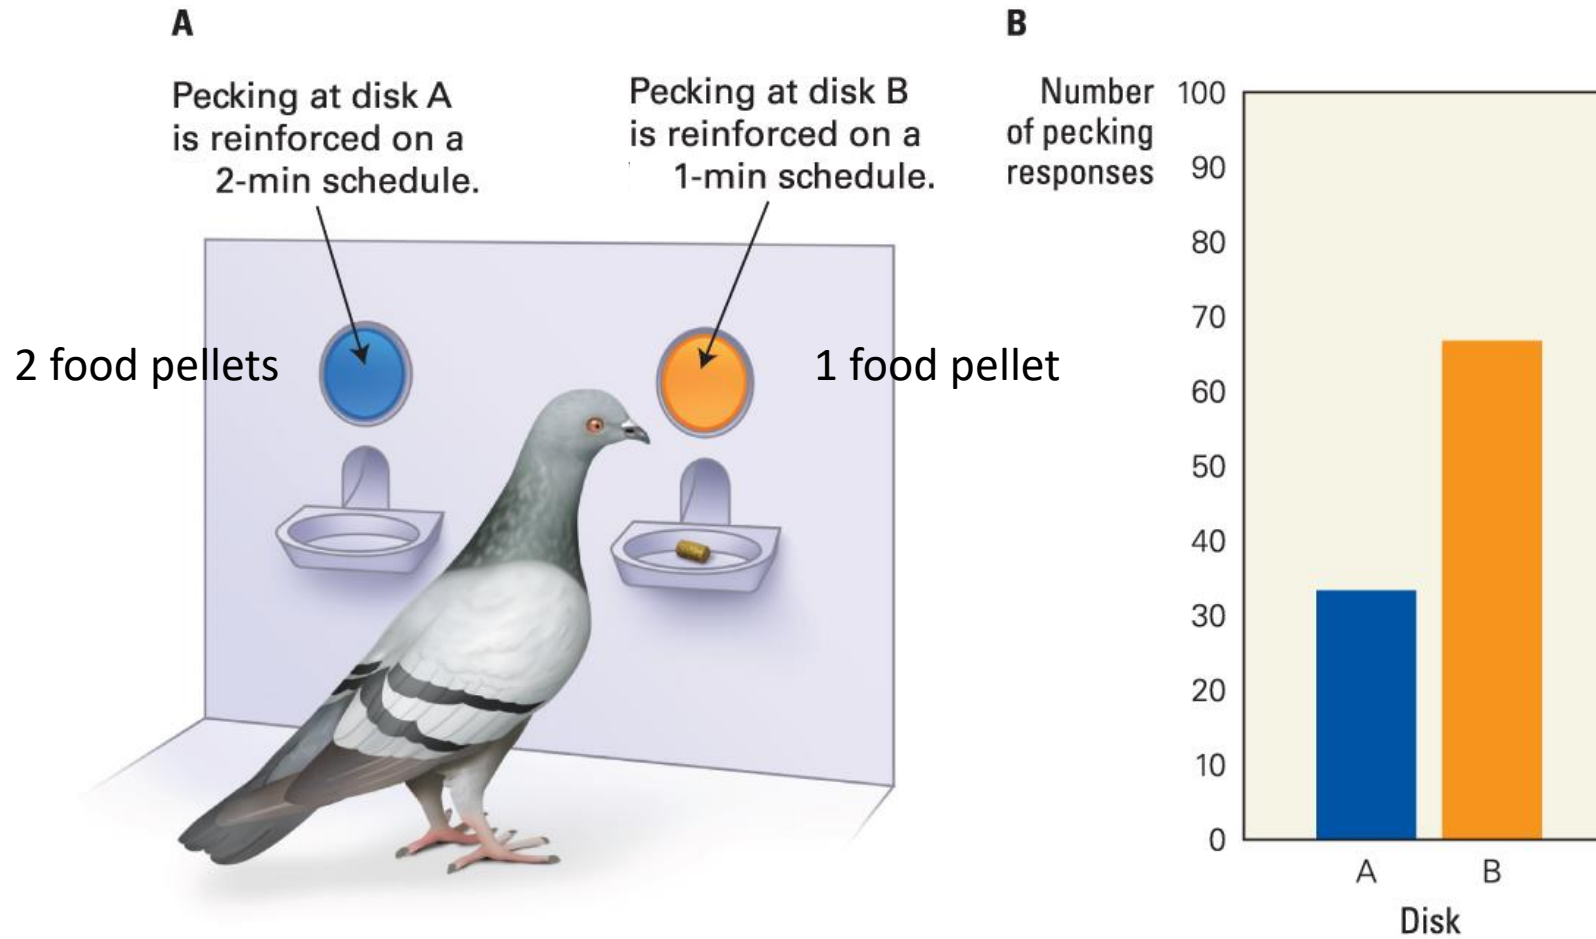 A
Pecking at disk A
is reinforced on a
2-min schedule.
Pecking at disk B
is reinforced on a
1-min schedule.
2 food pellets
1 food pellet
B
Number
of pecking
responses
100
90
80
70
60
50
40
30
20
10
0
A
B
Disk